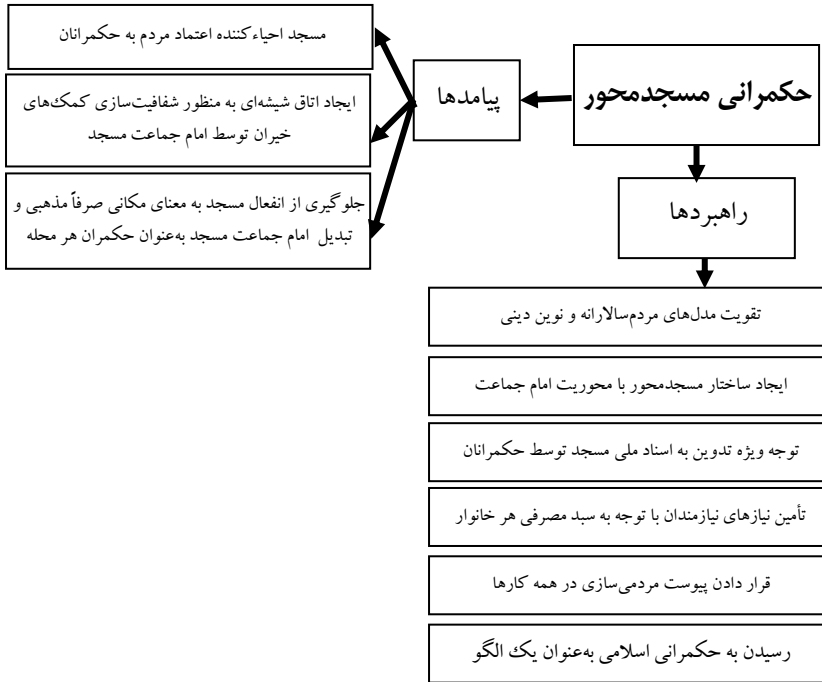 حکمرانی مسجدمحور
پیامدها
مسجد احیاءکننده اعتماد مردم به حکمرانان
ایجاد اتاق شیشه‌ای به منظور شفافیت‌سازی کمک‌های
خیران توسط امام جماعت مسجد
جلوگیری از انفعال مسجد به معنای مکانی صرفاً مذهبی و
تبدیل امام جماعت مسجد به‌عنوان حکمران هر محله
راهبردها
تقویت مدل‌های مردم‌سالارانه و نوین دینی
ایجاد ساختار مسجدمحور با محوریت امام جماعت
توجه ویژه تدوین به اسناد ملی مسجد توسط حکمرانان
تأمین نیازهای نیازمندان با توجه به سبد مصرفی هر خانوار
قرار دادن پیوست مردمی‌سازی در همه کارها
رسیدن به حکمرانی اسلامی به‌عنوان یک الگو